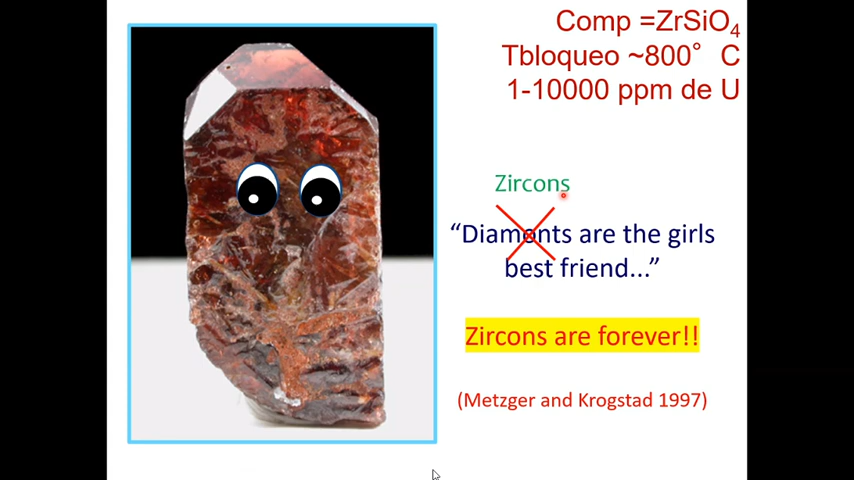 Comp =ZrSiO₄
Tbloqueo ~800° C
1-10000 ppm de U
Zircons
“Diamonts are the girls
best friend...”
Zircons are forever!!
(Metzger and Krogstad 1997)